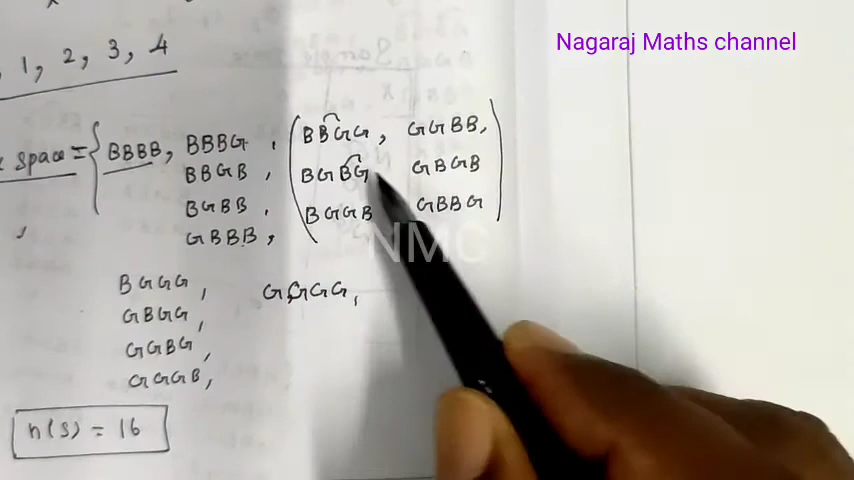 Nagaraj Maths channel
1, 2, 3, 4
space = { BBBB, BBBG, ( BBGG, GGBB,
BBGB, BGBG GBGB
BGBB, BGGB GBBG )
GBBB,
BGGG, GGGG,
GBGG,
GGBG,
GGGB,
n(s) = 16
NMC